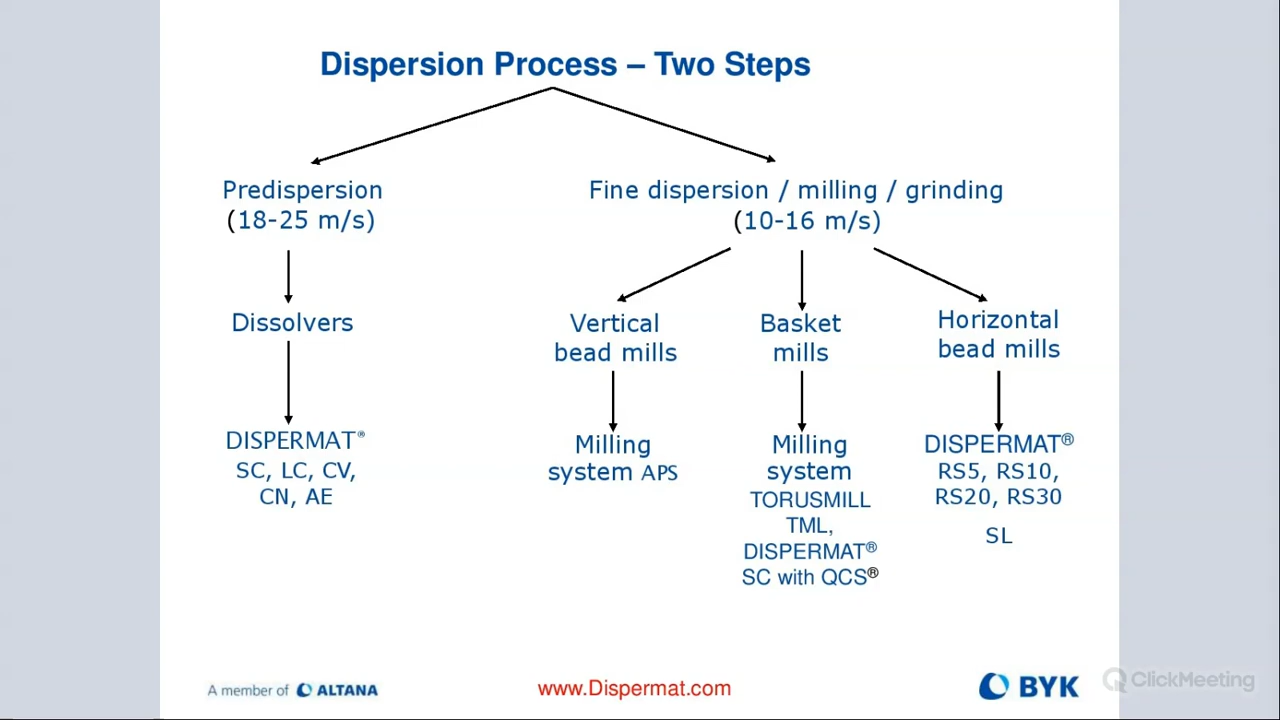 Dispersion Process – Two Steps
Predispersion
(18-25 m/s)
Dissolvers
DISPERMAT®
SC, LC, CV,
CN, AE
Fine dispersion / milling / grinding
(10-16 m/s)
Vertical
bead mills
Milling
system APS
Basket
mills
Milling
system
TORUSMILL
TML,
DISPERMAT®
SC with QCS®
Horizontal
bead mills
DISPERMAT®
RS5, RS10,
RS20, RS30
SL
A member of ALTANA
www.Dispermat.com
BYK
ClickMeeting